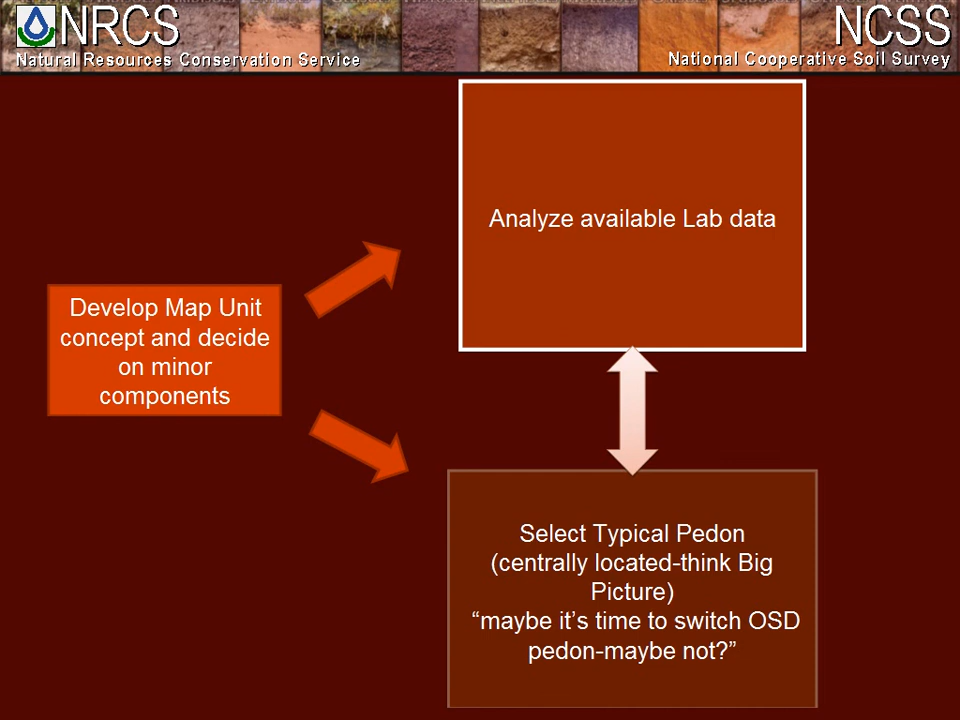 NRCS
Natural Resources Conservation Service
NCSS
National Cooperative Soil Survey
Analyze available Lab data
Develop Map Unit
concept and decide
on minor
components
Select Typical Pedon
(centrally located-think Big
Picture)
“maybe it’s time to switch OSD
pedon-maybe not?”